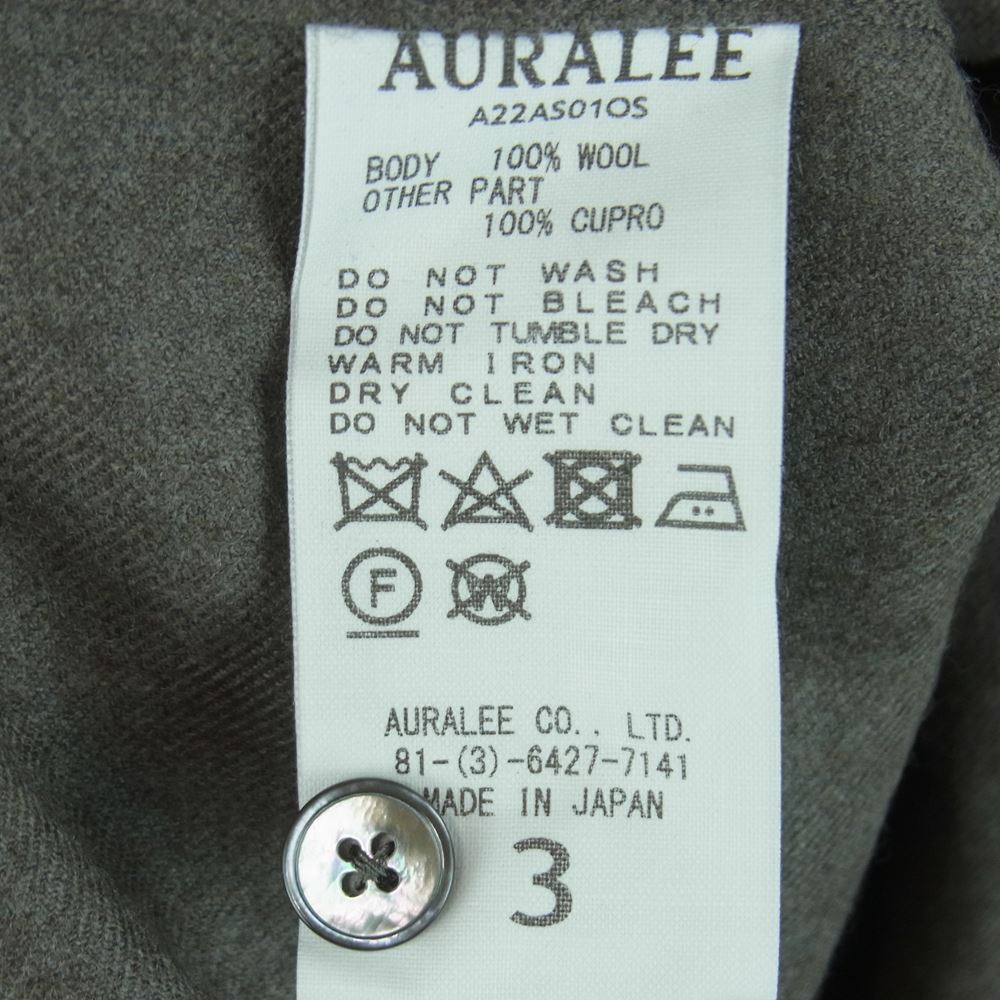 AURALEE
A22AS01OS
BODY 100% WOOL
OTHER PART
100% CUPRO
DO NOT WASH
DO NOT BLEACH
DO NOT TUMBLE DRY
WARM IRON
DRY CLEAN
DO NOT WET CLEAN
F W
AURALEE CO., LTD.
81-(3)-6427-7141
MADE IN JAPAN
3